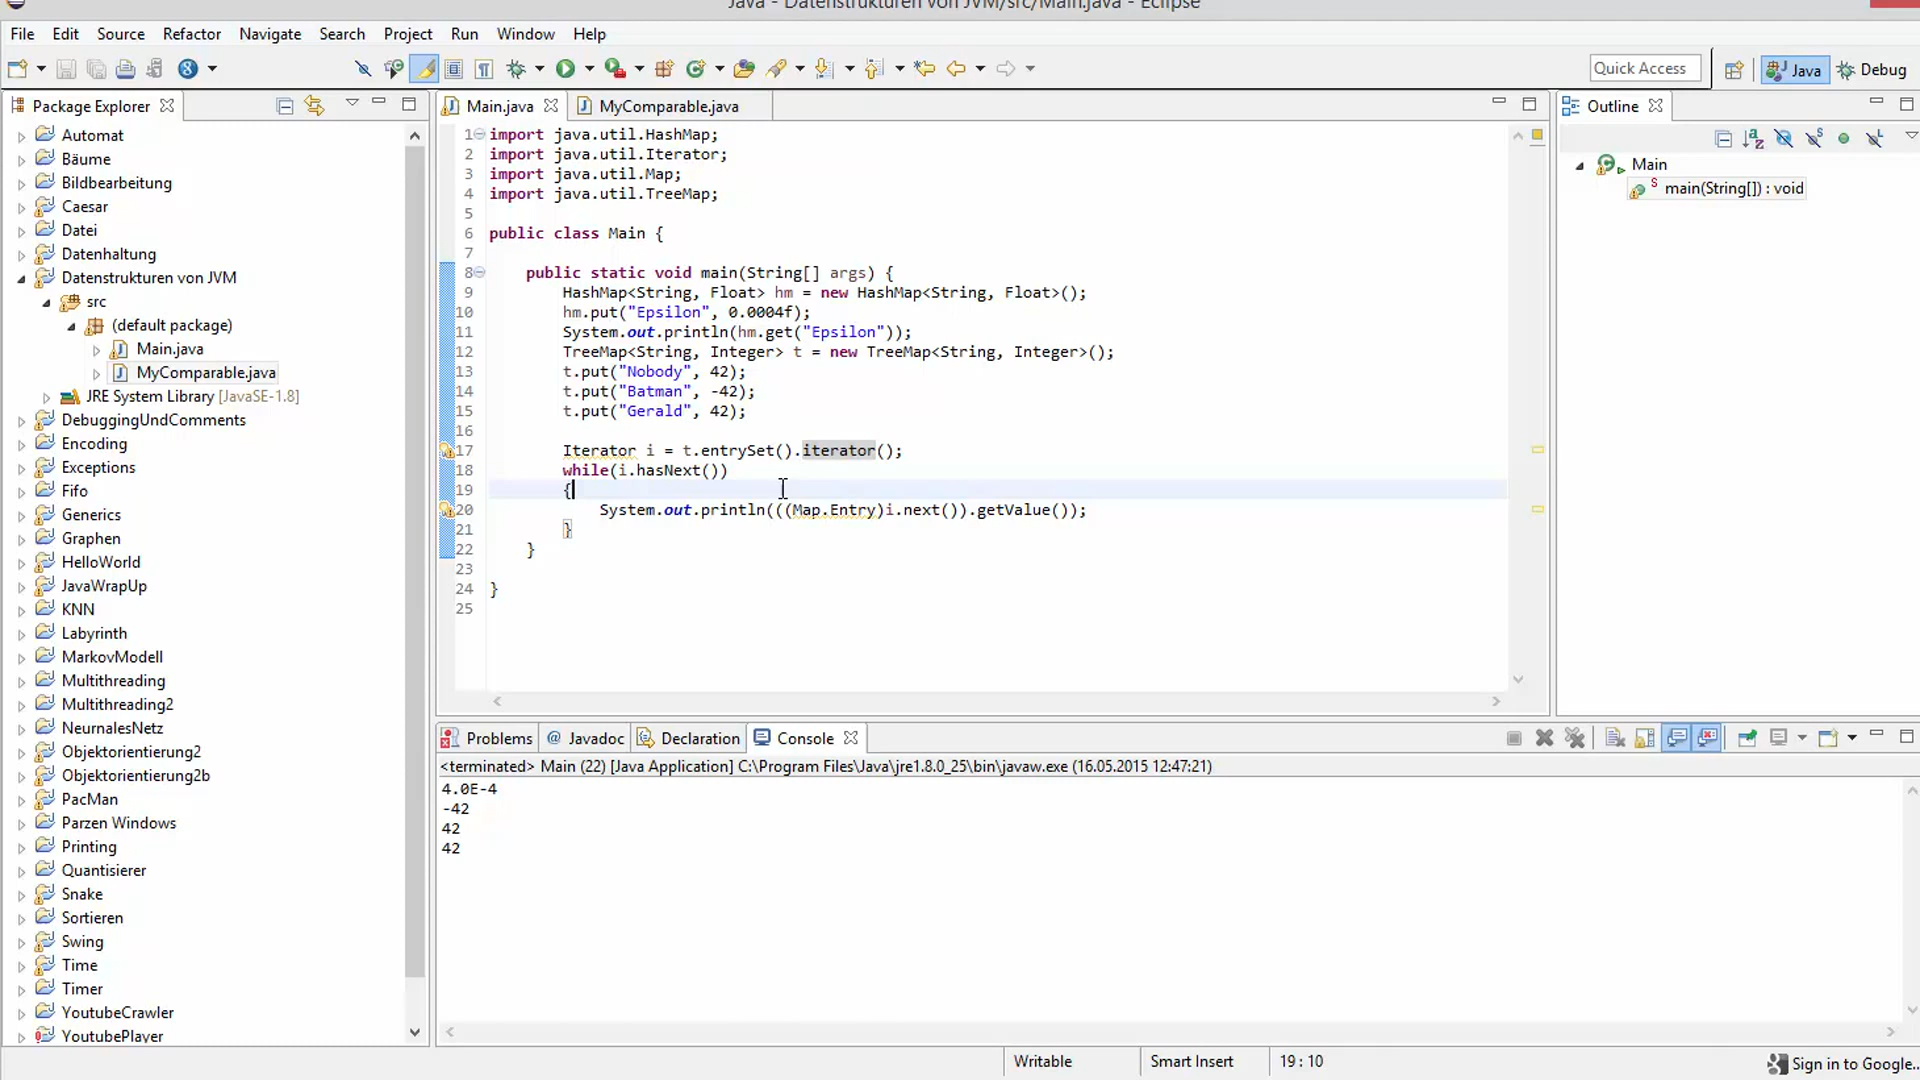 Java - Datenstrukturen von JVM/src/Main.java - Eclipse
File Edit Source Refactor Navigate Search Project Run Window Help
Quick Access
Java
Debug
Package Explorer
Automat
Bäume
Bildbearbeitung
Caesar
Datei
Datenhaltung
Datenstrukturen von JVM
src
(default package)
Main.java
MyComparable.java
JRE System Library [JavaSE-1.8]
DebuggingUndComments
Encoding
Exceptions
Fifo
Generics
Graphen
HelloWorld
JavaWrapUp
KNN
Labyrinth
MarkovModell
Multithreading
Multithreading2
NeurnalesNetz
Objektorientierung2
Objektorientierung2b
PacMan
Parzen Windows
Printing
Quantisierer
Snake
Sortieren
Swing
Time
Timer
YoutubeCrawler
YoutubePlayer
Main.java MyComparable.java
1 import java.util.HashMap;
2 import java.util.Iterator;
3 import java.util.Map;
4 import java.util.TreeMap;
5
6 public class Main {
7
8 public static void main(String[] args) {
9 HashMap<String, Float> hm = new HashMap<String, Float>();
10 hm.put("Epsilon", 0.0004f);
11 System.out.println(hm.get("Epsilon"));
12 TreeMap<String, Integer> t = new TreeMap<String, Integer>();
13 t.put("Nobody", 42);
14 t.put("Batman", -42);
15 t.put("Gerald", 42);
16
17 Iterator i = t.entrySet().iterator();
18 while(i.hasNext())
19 {
20 System.out.println(((Map.Entry)i.next()).getValue());
21 }
22 }
23
24 }
25
Outline
Main
S main(String[]) : void
Problems @ Javadoc Declaration Console
<terminated> Main (22) [Java Application] C:\Program Files\Java\jre1.8.0_25\bin\javaw.exe (16.05.2015 12:47:21)
4.0E-4
-42
42
42
Writable
Smart Insert
19 : 10
Sign in to Google...